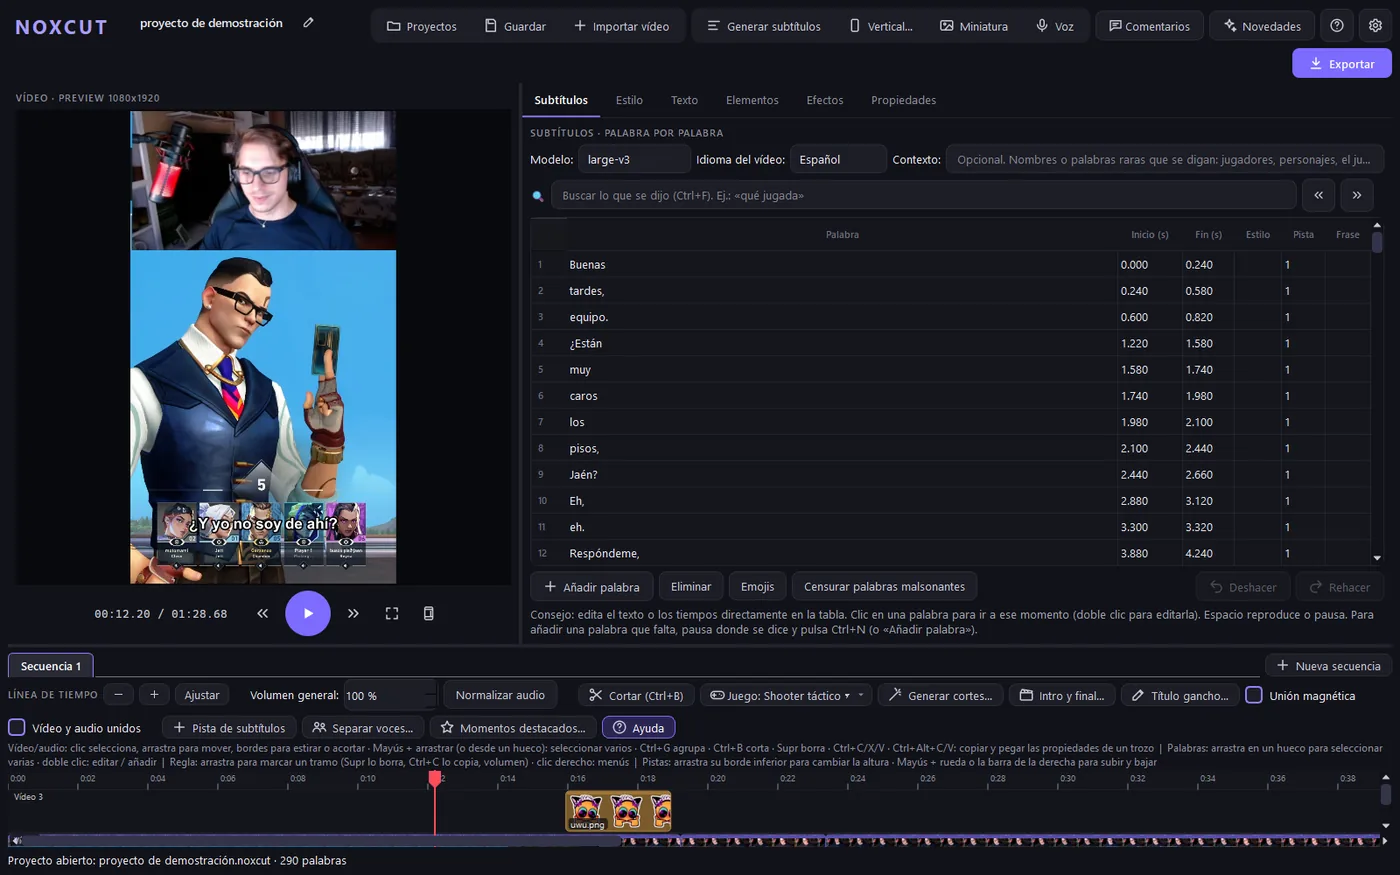 NOXCUT
proyecto de demostración
Proyectos
Guardar
Importar vídeo
Generar subtítulos
Vertical...
Miniatura
Voz
Comentarios
Novedades
Exportar
VÍDEO · PREVIEW 1080x1920
5
¿Y yo no soy de ahí?
00:12.20 / 01:28.68
Subtítulos
Estilo
Texto
Elementos
Efectos
Propiedades
SUBTÍTULOS · PALABRA POR PALABRA
Modelo: large-v3 Idioma del vídeo: Español Contexto: Opcional. Nombres o palabras raras que se digan: jugadores, personajes, el ju...
Buscar lo que se dijo (Ctrl+F). Ej.: «qué jugada»
Palabra Inicio (s) Fin (s) Estilo Pista Frase
1 Buenas 0.000 0.240 1
2 tardes, 0.240 0.580 1
3 equipo. 0.600 0.820 1
4 ¿Están 1.220 1.580 1
5 muy 1.580 1.740 1
6 caros 1.740 1.980 1
7 los 1.980 2.100 1
8 pisos, 2.100 2.440 1
9 Jaén? 2.440 2.660 1
10 Eh, 2.880 3.120 1
11 eh. 3.300 3.320 1
12 Respóndeme, 3.880 4.240 1
Añadir palabra
Eliminar
Emojis
Censurar palabras malsonantes
Deshacer
Rehacer
Consejo: edita el texto o los tiempos directamente en la tabla. Clic en una palabra para ir a ese momento (doble clic para editarla). Espacio reproduce o pausa. Para
añadir una palabra que falta, pausa donde se dice y pulsa Ctrl+N (o «Añadir palabra»).
Secuencia 1
Nueva secuencia
LÍNEA DE TIEMPO
Ajustar
Volumen general: 100 %
Normalizar audio
Cortar (Ctrl+B)
Juego: Shooter táctico
Generar cortes...
Intro y final...
Título gancho...
Unión magnética
Vídeo y audio unidos
Pista de subtítulos
Separar voces...
Momentos destacados...
Ayuda
Vídeo/audio: clic selecciona, arrastra para mover, bordes para estirar o acortar · Mayús + arrastrar (o desde un hueco): seleccionar varios · Ctrl+G agrupa · Ctrl+B corta · Supr borra · Ctrl+C/X/V · Ctrl+Alt+C/V: copiar y pegar las propiedades de un trozo | Palabras: arrastra en un hueco para seleccionar
varias · doble clic: editar / añadir | Regla: arrastra para marcar un tramo (Supr lo borra, Ctrl+C lo copia, volumen) · clic derecho: menús | Pistas: arrastra su borde inferior para cambiar la altura · Mayús + rueda o la barra de la derecha para subir y bajar
0:00 0:02 0:04 0:06 0:08 0:10 0:14 0:16 0:18 0:20 0:22 0:24 0:26 0:28 0:30 0:32 0:34 0:36 0:38
Vídeo 3
uwu.png
Proyecto abierto: proyecto de demostración.noxcut · 290 palabras